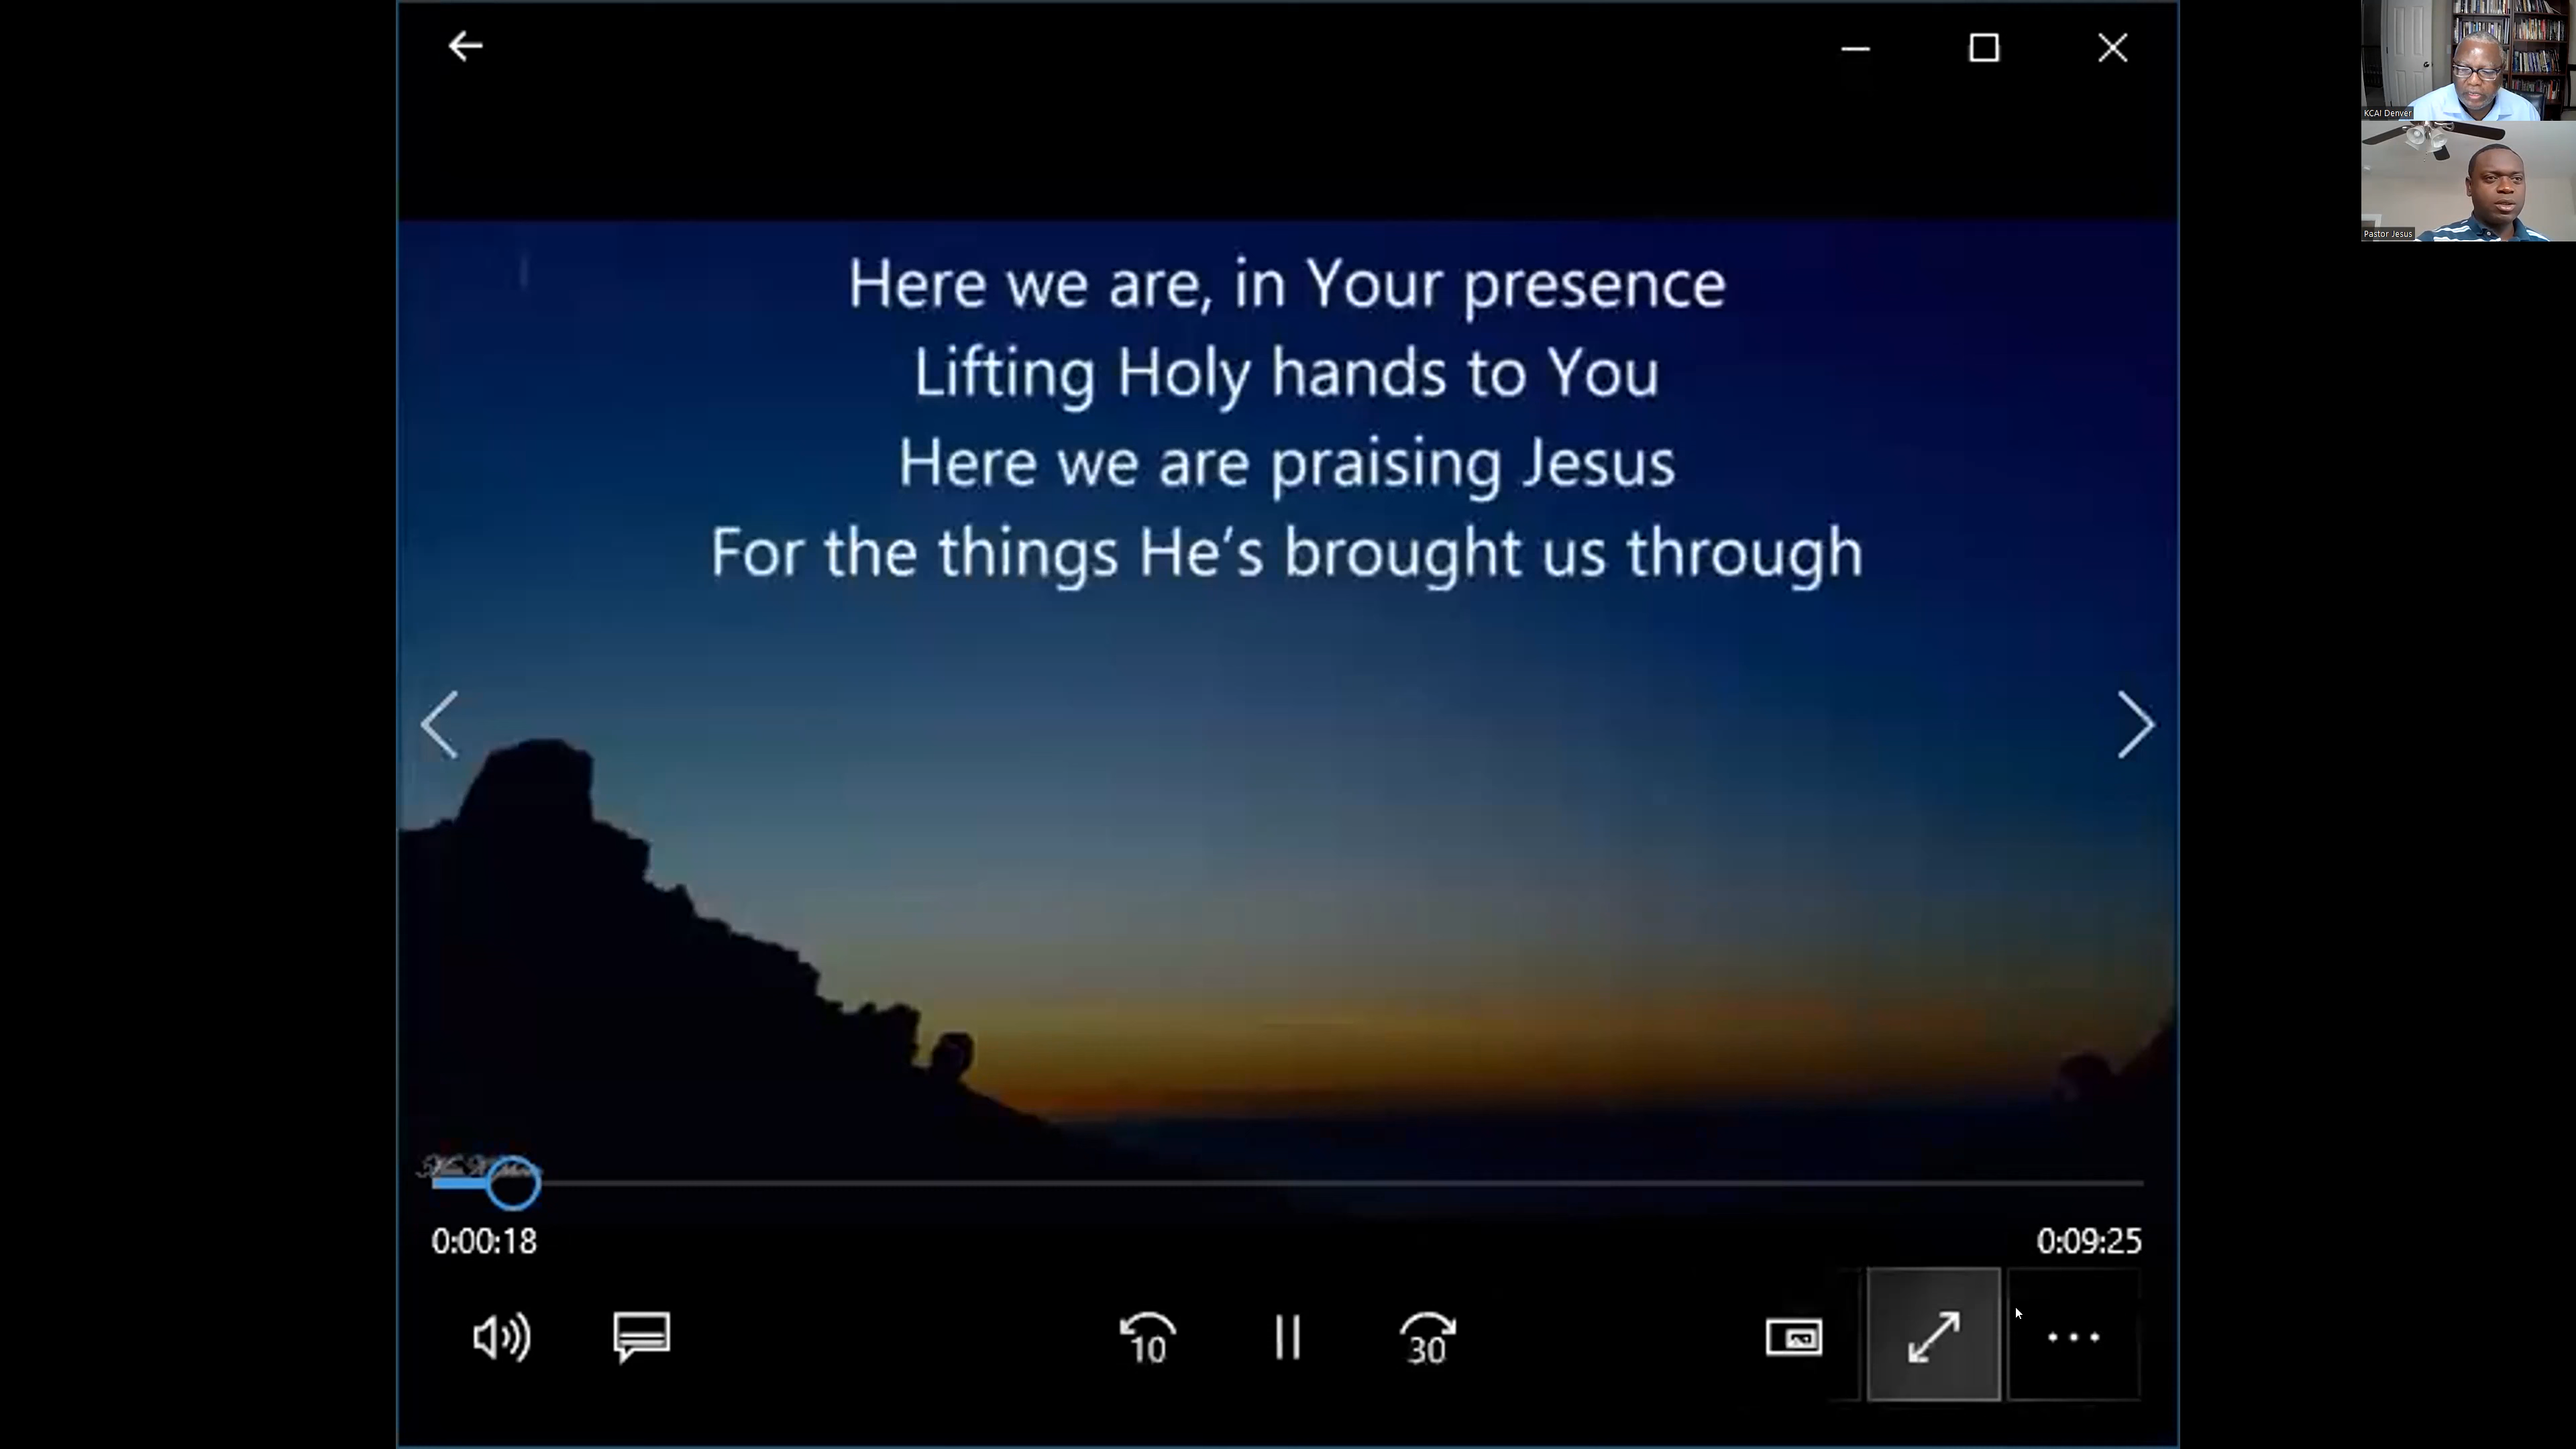 KCAI Denver
Pastor Jesus
Here we are, in Your presence
Lifting Holy hands to You
Here we are praising Jesus
For the things He's brought us through
0:00:18
0:09:25
10
30